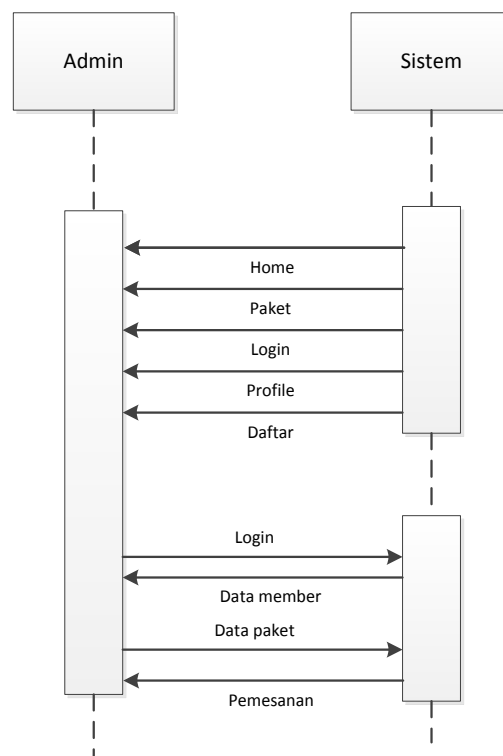 Admin
Sistem
Home
Paket
Login
Profile
Daftar
Login
Data member
Data paket
Pemesanan